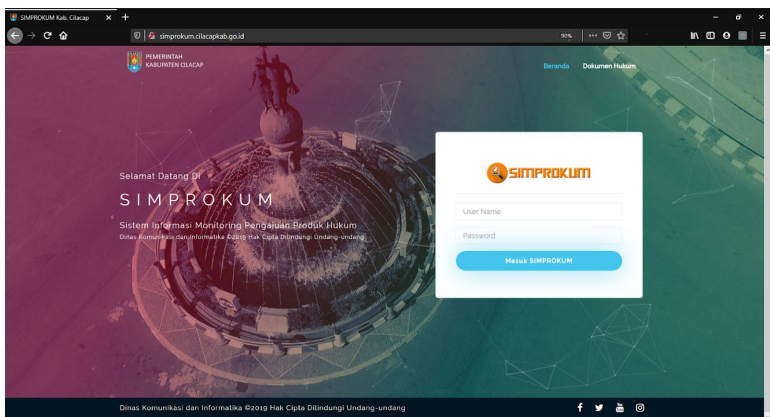 SIMPROKUM Kab. Cilacap
simprokum.cilacapkab.go.id
90%
PEMERINTAH
KABUPATEN CILACAP
Beranda
Dokumen Hukum
Selamat Datang Di
SIMPROKUM
Sistem Informasi Monitoring Pengajuan Produk Hukum
Dinas Komunikasi dan Informatika ©2019 Hak Cipta Dilindungi Undang-undang
SIMPROKUM
User Name
Password
Masuk SIMPROKUM
Dinas Komunikasi dan Informatika ©2019 Hak Cipta Dilindungi Undang-undang